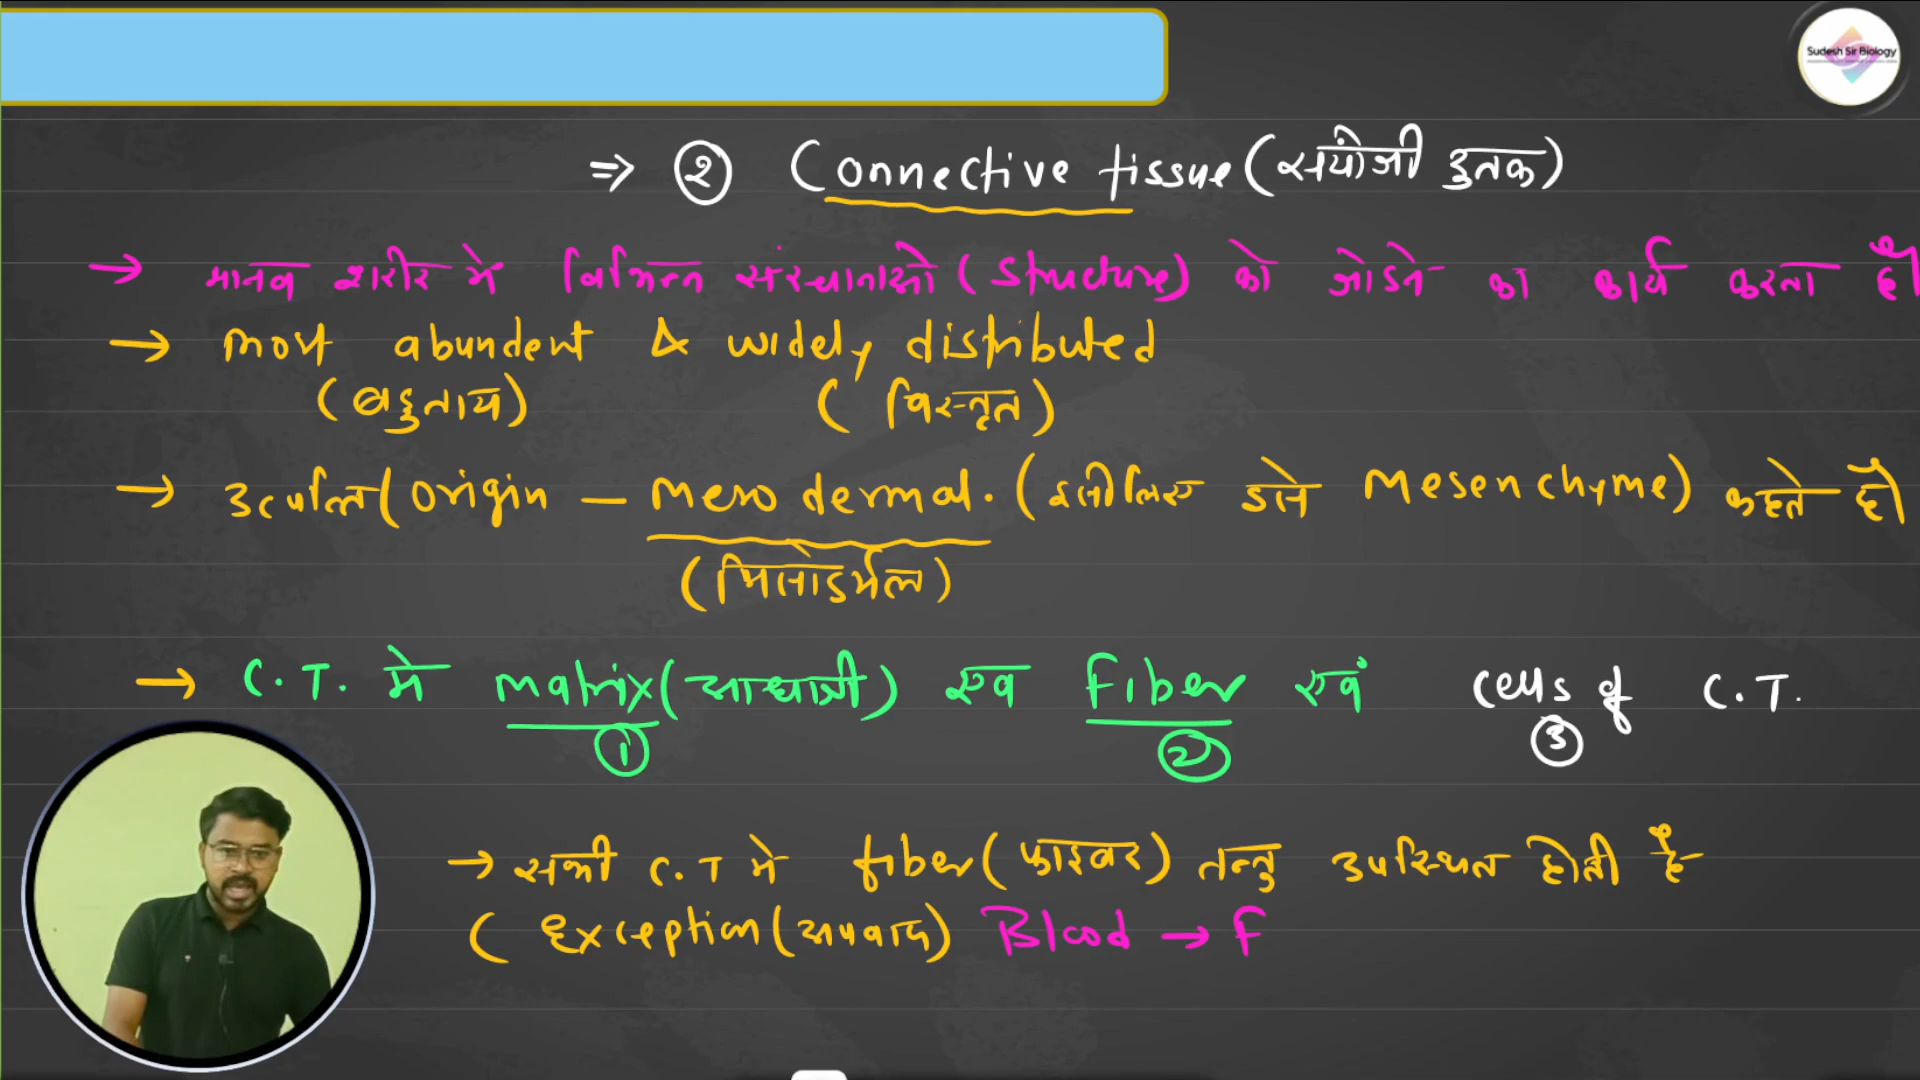 Sudesh Sir Biology
⇒ ② Connective tissue (संयोजी ऊतक)
→ मानव शरीर मे विभिन्न संरचनाओ (Structure) को जोडने का कार्य करता है
→ most abundent & widely distributed
(बहुतायत) (विस्तृत)
→ उत्पत्ति (Origin – mesodermal. (इसीलिए इसे Mesenchyme) कहते है
(मिसोडर्मल)
→ C.T. मे matrix (आधात्री) एव Fiber एवं Cells of C.T.
① ② ③
→ सभी C.T मे fiber (फाइबर) तन्तु उपस्थित होती है
( Exception (अपवाद) Blood → F